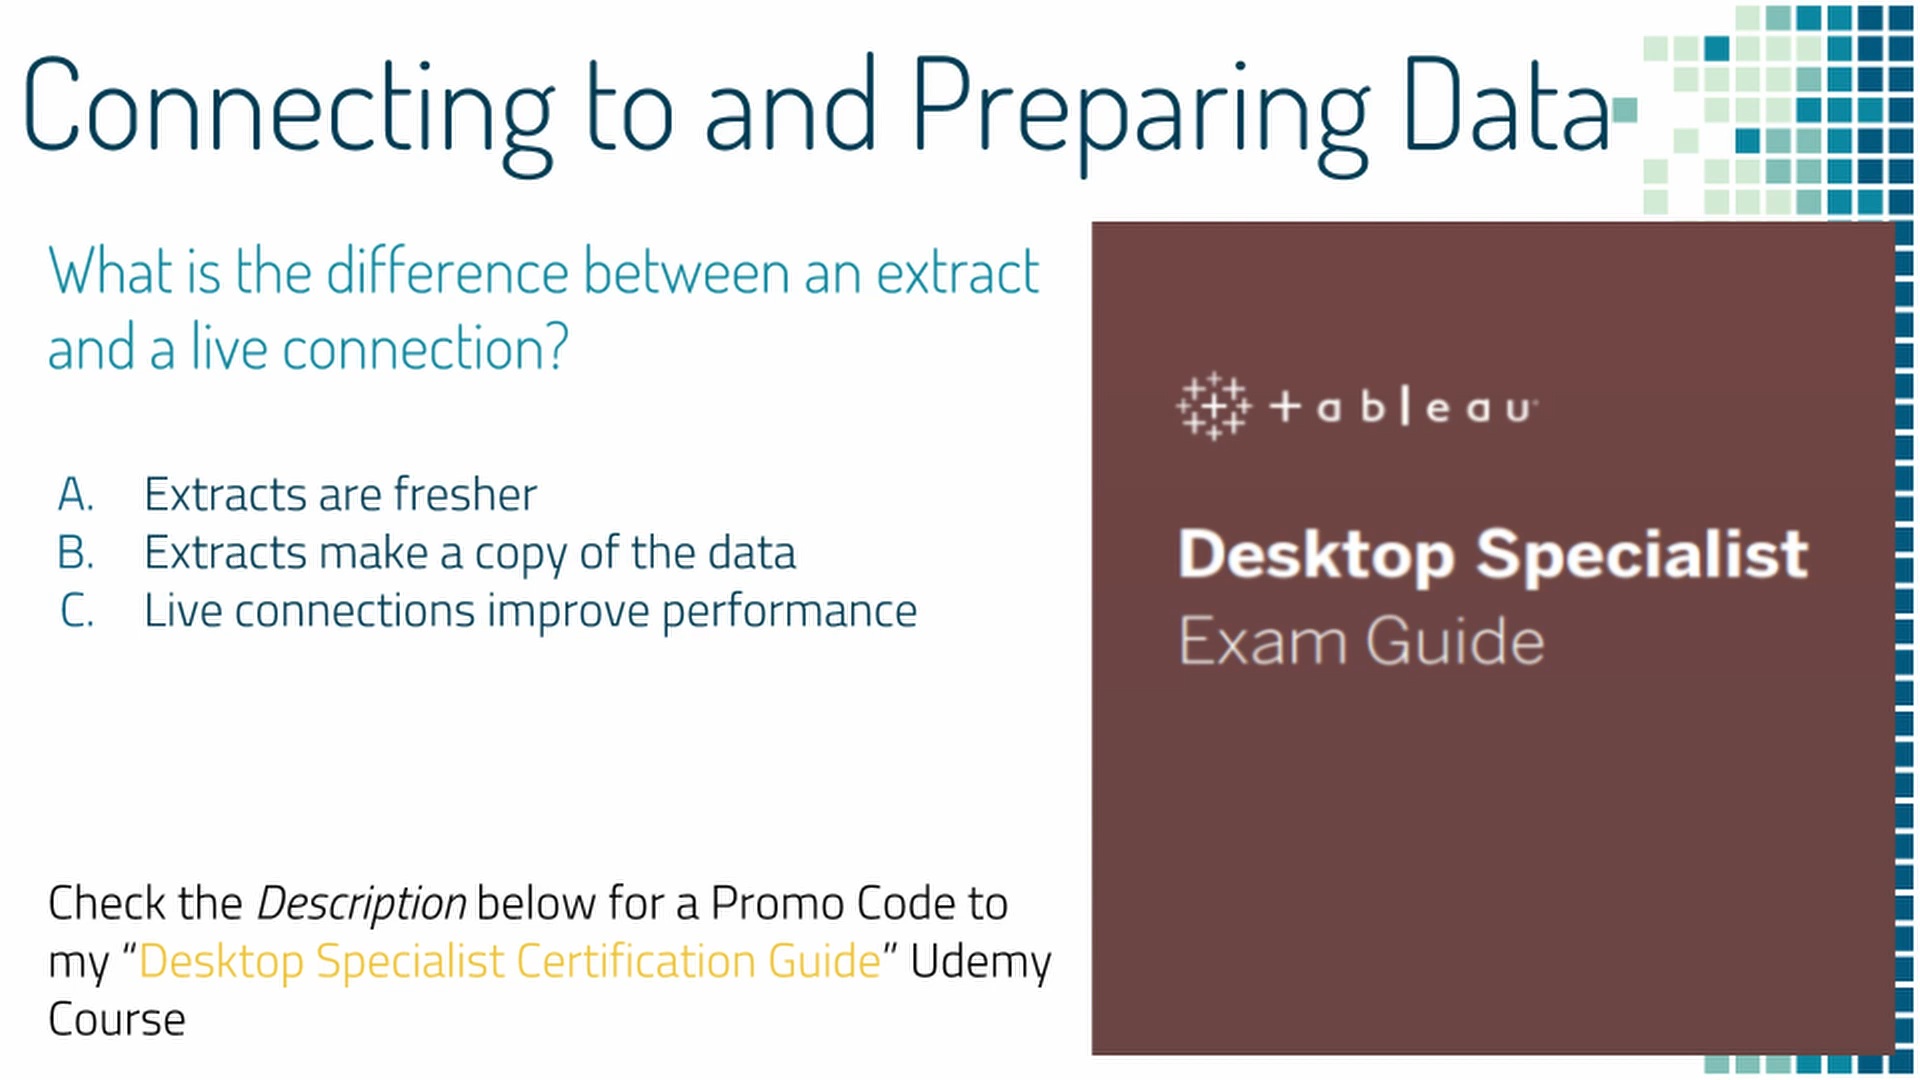 Connecting to and Preparing Data
What is the difference between an extract
and a live connection?
A. Extracts are fresher
B. Extracts make a copy of the data
C. Live connections improve performance
Check the Description below for a Promo Code to
my “Desktop Specialist Certification Guide” Udemy
Course
+ableau
Desktop Specialist
Exam Guide